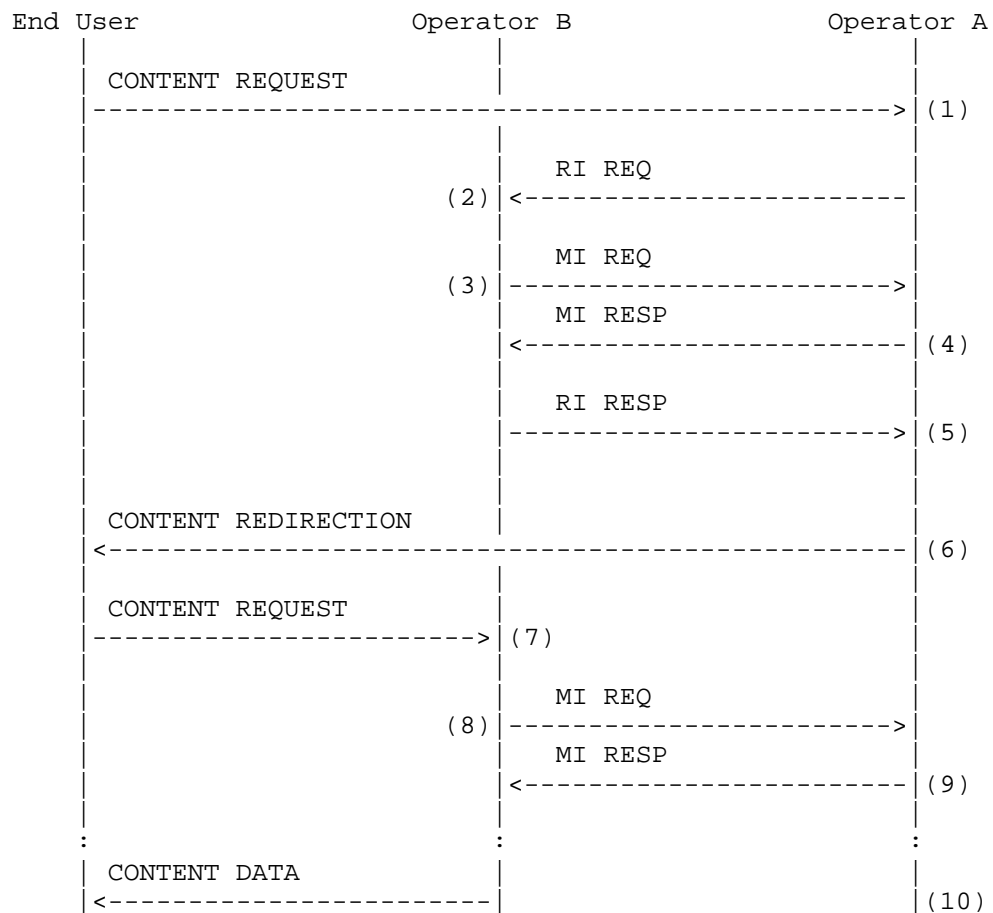 End User Operator B Operator A
CONTENT REQUEST
(1)
RI REQ
(2)
MI REQ
(3)
MI RESP
(4)
RI RESP
(5)
CONTENT REDIRECTION
(6)
CONTENT REQUEST
(7)
MI REQ
(8)
MI RESP
(9)
: : :
CONTENT DATA
(10)